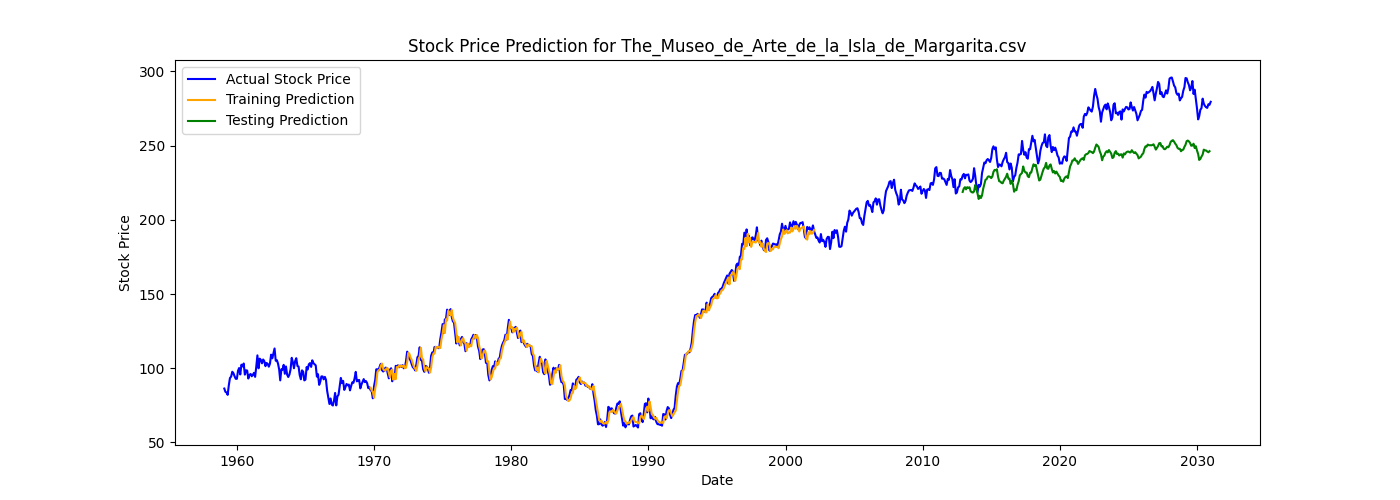 Stock Price Prediction for The_Museo_de_Arte_de_la_Isla_de_Margarita.csv
Actual Stock Price
Training Prediction
Testing Prediction
Stock Price
300
250
200
150
100
50
1960 1970 1980 1990 2000 2010 2020 2030
Date